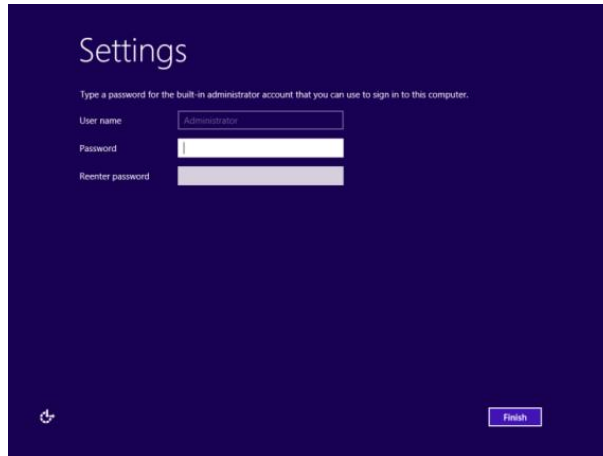 Settings
Type a password for the built-in administrator account that you can use to sign in to this computer.
User name Administrator
Password
Reenter password
Finish